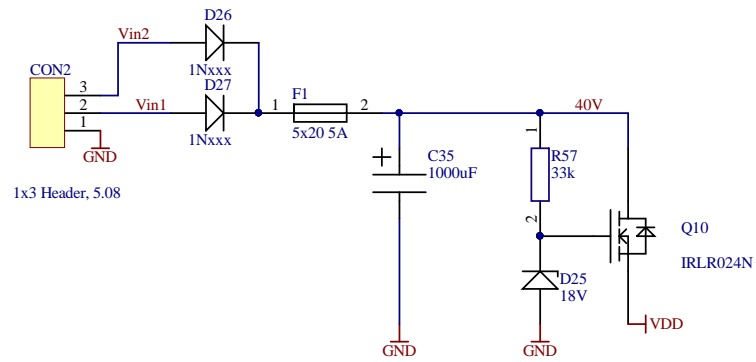 D26
Vin2
1Nxxx
CON2
D27
3
2
1
Vin1
1Nxxx
GND
1x3 Header, 5.08
F1
1
2
5x20 5A
40V
C35
1000uF
1
R57
33k
2
Q10
IRLR024N
D25
18V
GND
GND
VDD